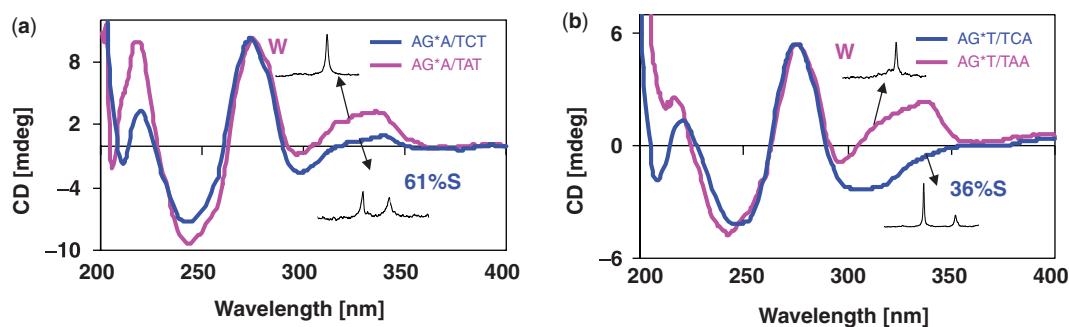 (a)
W
AG*A/TCT
AG*A/TAT
8
2
−4
−10
CD [mdeg]
61%S
200 250 300 350 400
Wavelength [nm]
(b)
W
AG*T/TCA
AG*T/TAA
6
0
−6
CD [mdeg]
36%S
200 250 300 350 400
Wavelength [nm]